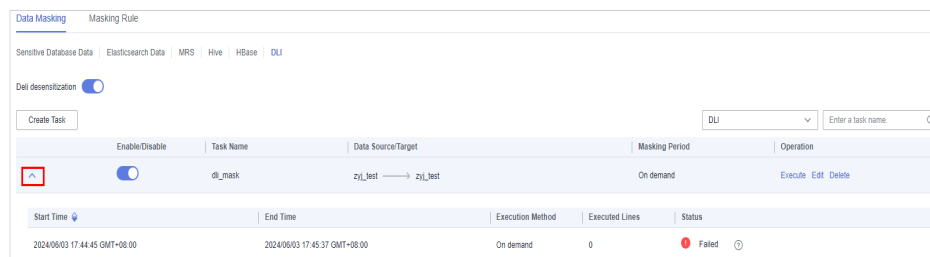 Data Masking Masking Rule
Sensitive Database Data Elasticsearch Data MRS Hive HBase DLI
Deli desensitization
Create Task DLI Enter a task name.
Enable/Disable Task Name Data Source/Target Masking Period Operation
dli_mask zyj_test zyj_test On demand Execute Edit Delete
Start Time End Time Execution Method Executed Lines Status
2024/06/03 17:44:45 GMT+08:00 2024/06/03 17:45:37 GMT+08:00 On demand 0 Failed